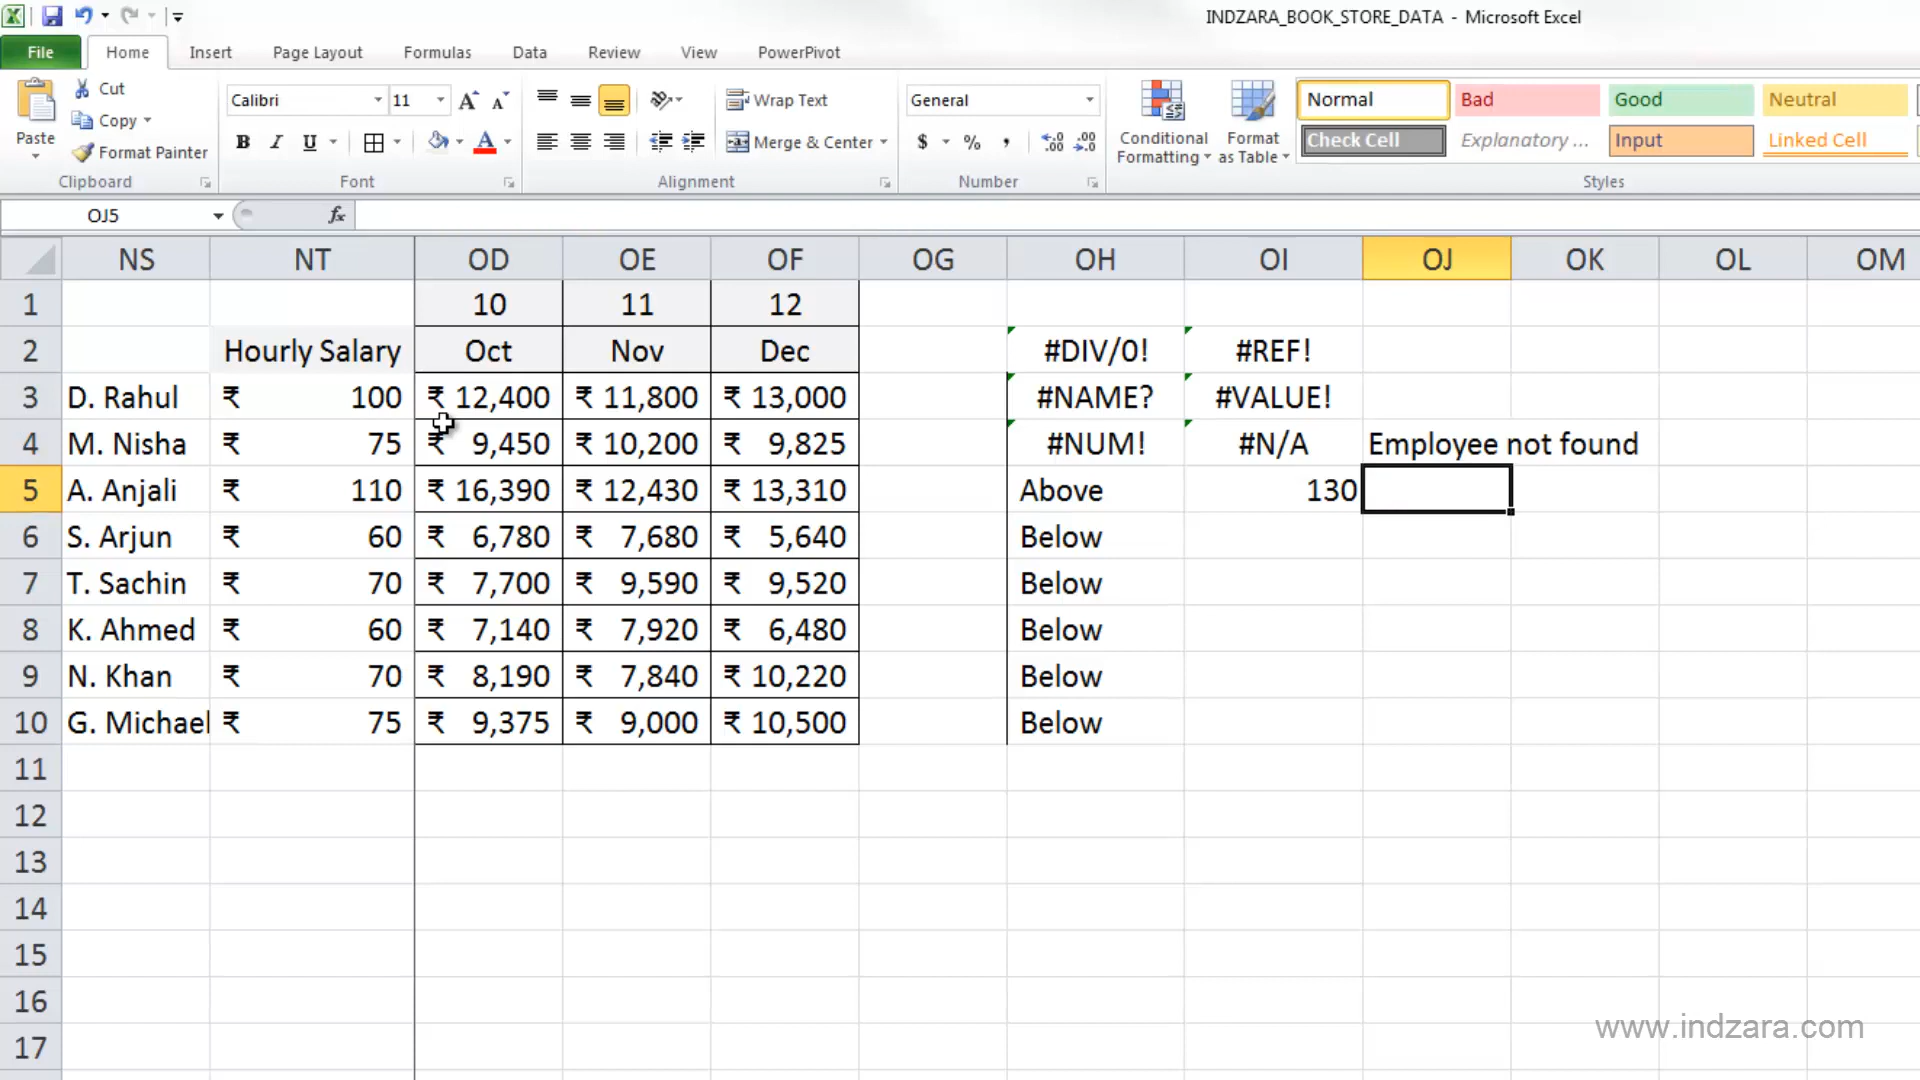 INDZARA_BOOK_STORE_DATA - Microsoft Excel
File Home Insert Page Layout Formulas Data Review View PowerPivot
Paste
Cut
Copy
Format Painter
Clipboard
Calibri 11
B I U
Font
Wrap Text
Merge & Center
Alignment
General
$ % ,
Number
Conditional Formatting
Format as Table
Normal Bad Good Neutral
Check Cell Explanatory ... Input Linked Cell
Styles
OJ5 fx
NS NT OD OE OF OG OH OI OJ OK OL OM
1 10 11 12
2 Hourly Salary Oct Nov Dec #DIV/0! #REF!
3 D. Rahul ₹ 100 ₹ 12,400 ₹ 11,800 ₹ 13,000 #NAME? #VALUE!
4 M. Nisha ₹ 75 ₹ 9,450 ₹ 10,200 ₹ 9,825 #NUM! #N/A Employee not found
5 A. Anjali ₹ 110 ₹ 16,390 ₹ 12,430 ₹ 13,310 Above 130
6 S. Arjun ₹ 60 ₹ 6,780 ₹ 7,680 ₹ 5,640 Below
7 T. Sachin ₹ 70 ₹ 7,700 ₹ 9,590 ₹ 9,520 Below
8 K. Ahmed ₹ 60 ₹ 7,140 ₹ 7,920 ₹ 6,480 Below
9 N. Khan ₹ 70 ₹ 8,190 ₹ 7,840 ₹ 10,220 Below
10 G. Michael ₹ 75 ₹ 9,375 ₹ 9,000 ₹ 10,500 Below
11
12
13
14
15
16
17
www.indzara.com